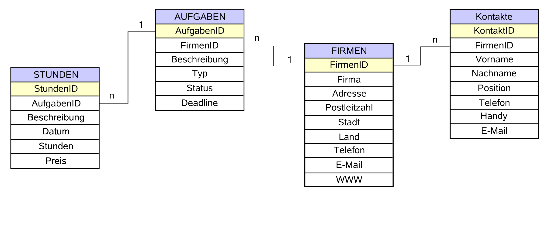 STUNDEN
StundenID
AufgabenID
Beschreibung
Datum
Stunden
Preis
n
1
AUFGABEN
AufgabenID
FirmenID
Beschreibung
Typ
Status
Deadline
n
1
FIRMEN
FirmenID
Firma
Adresse
Postleitzahl
Stadt
Land
Telefon
E-Mail
WWW
1
n
Kontakte
KontaktID
FirmenID
Vorname
Nachname
Position
Telefon
Handy
E-Mail